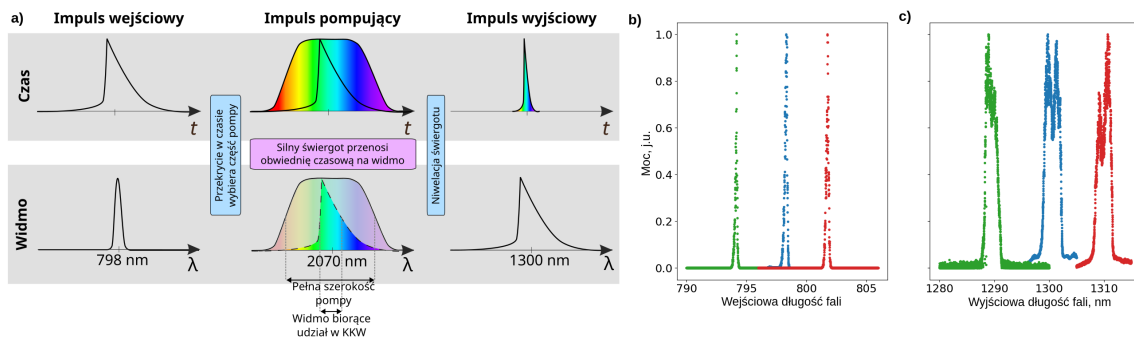 a)
Impuls wejściowy
Impuls pompujący
Impuls wyjściowy
Czas
t
t
t
Przekrycie w czasie
wybiera część pompy
Silny świergot przenosi
obwiednię czasową na widmo
Niwelacja świergotu
Widmo
798 nm
λ
2070 nm
λ
1300 nm
λ
Pełna szerokość
pompy
Widmo biorące
udział w KKW
b)
Moc, j.u.
1.0
0.8
0.6
0.4
0.2
0.0
790
795
800
805
Wejściowa długość fali
c)
1280
1290
1300
1310
Wyjściowa długość fali, nm